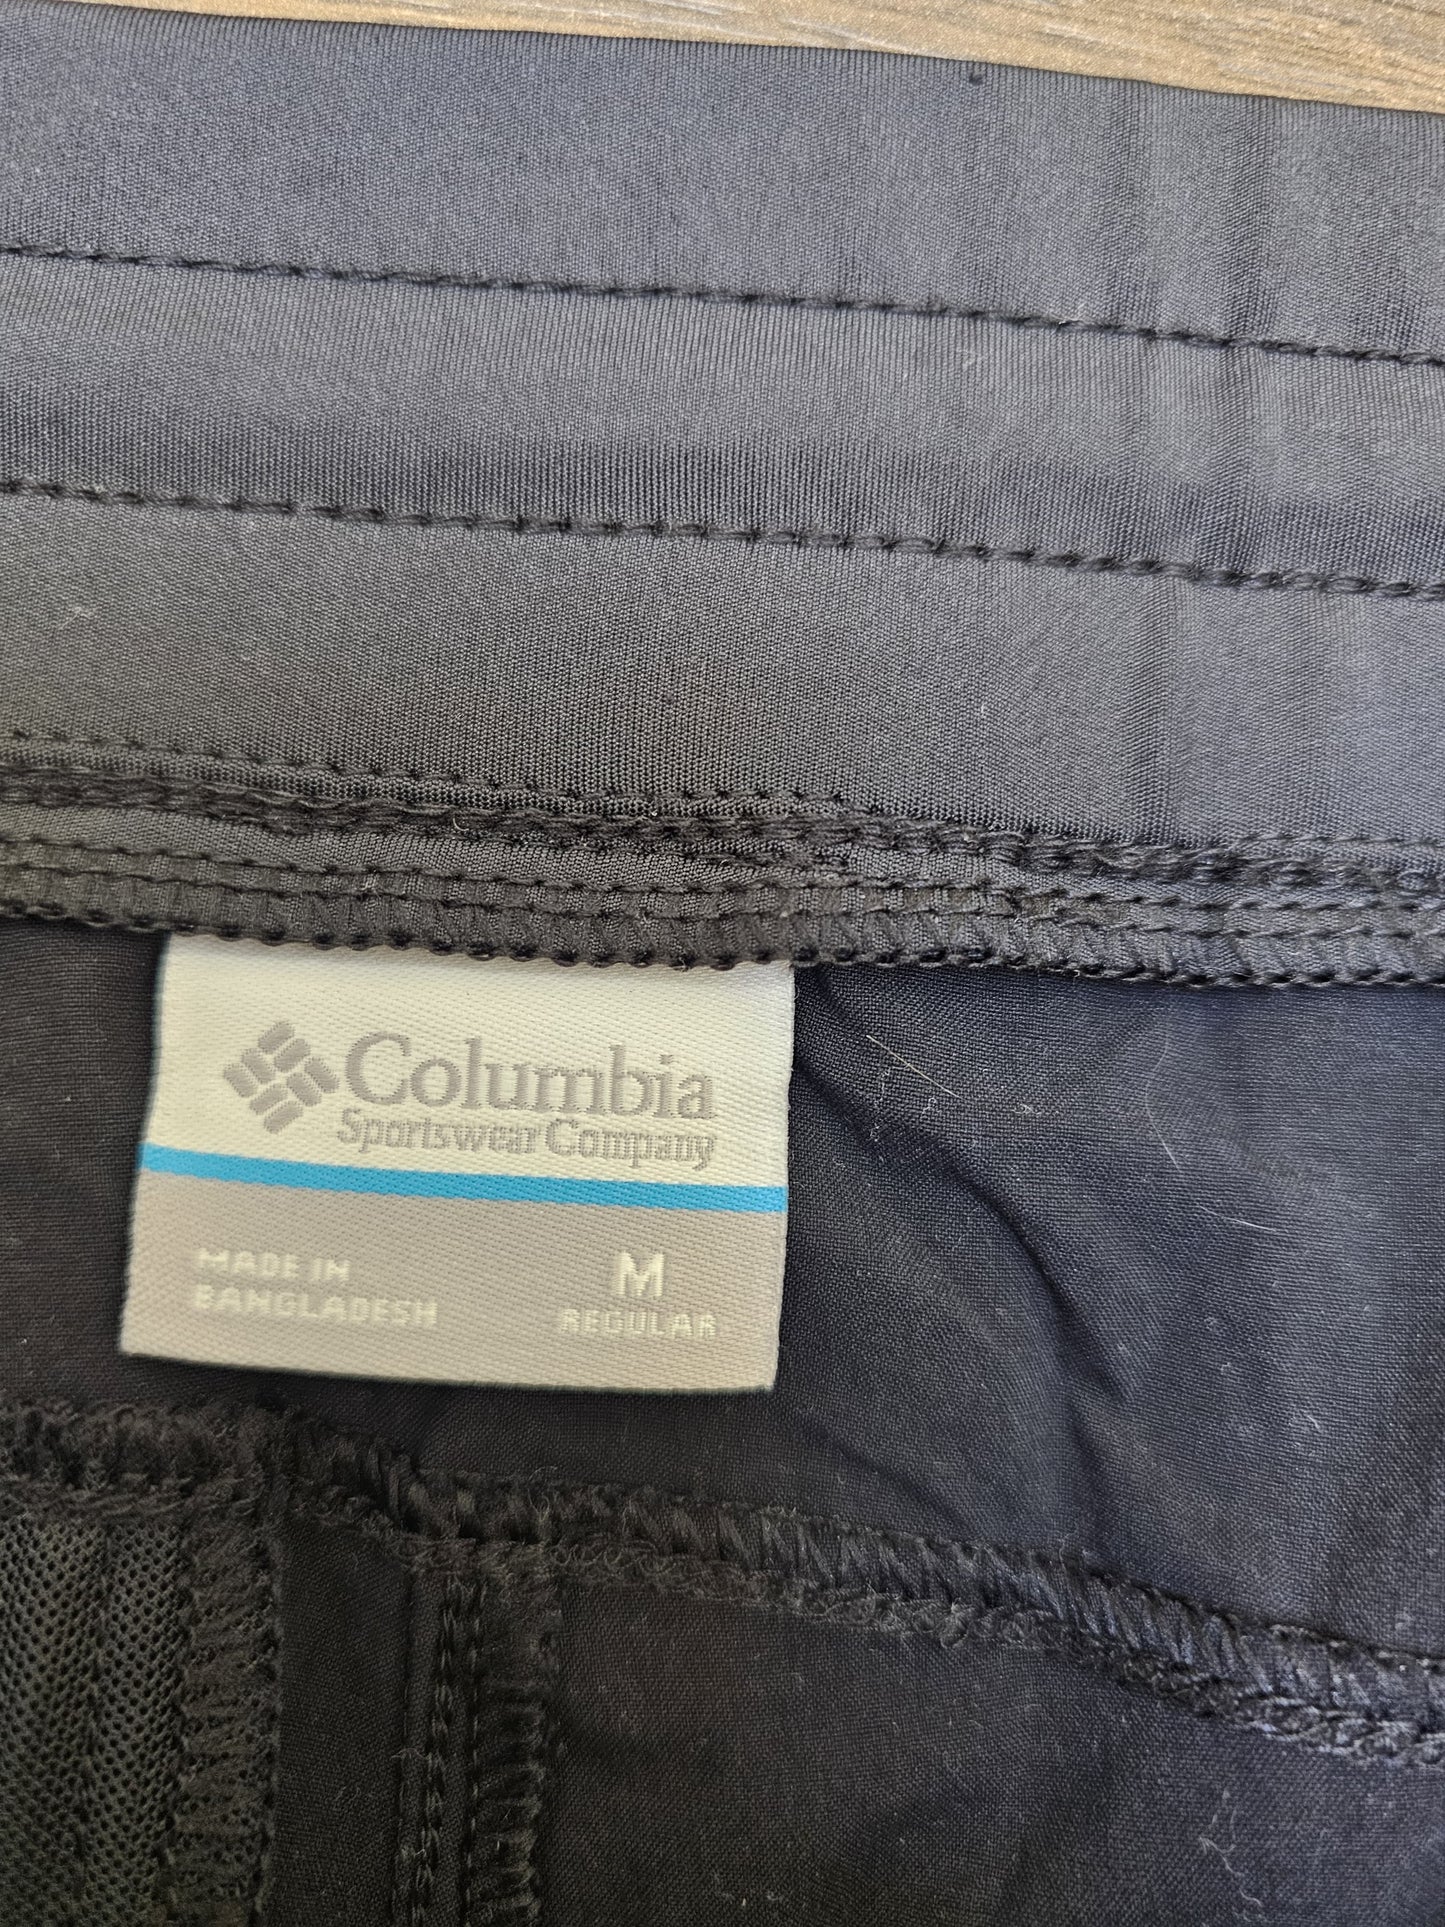 Columbia
Sportswear Company
MADE IN
BANGLADESH
M
REGULAR